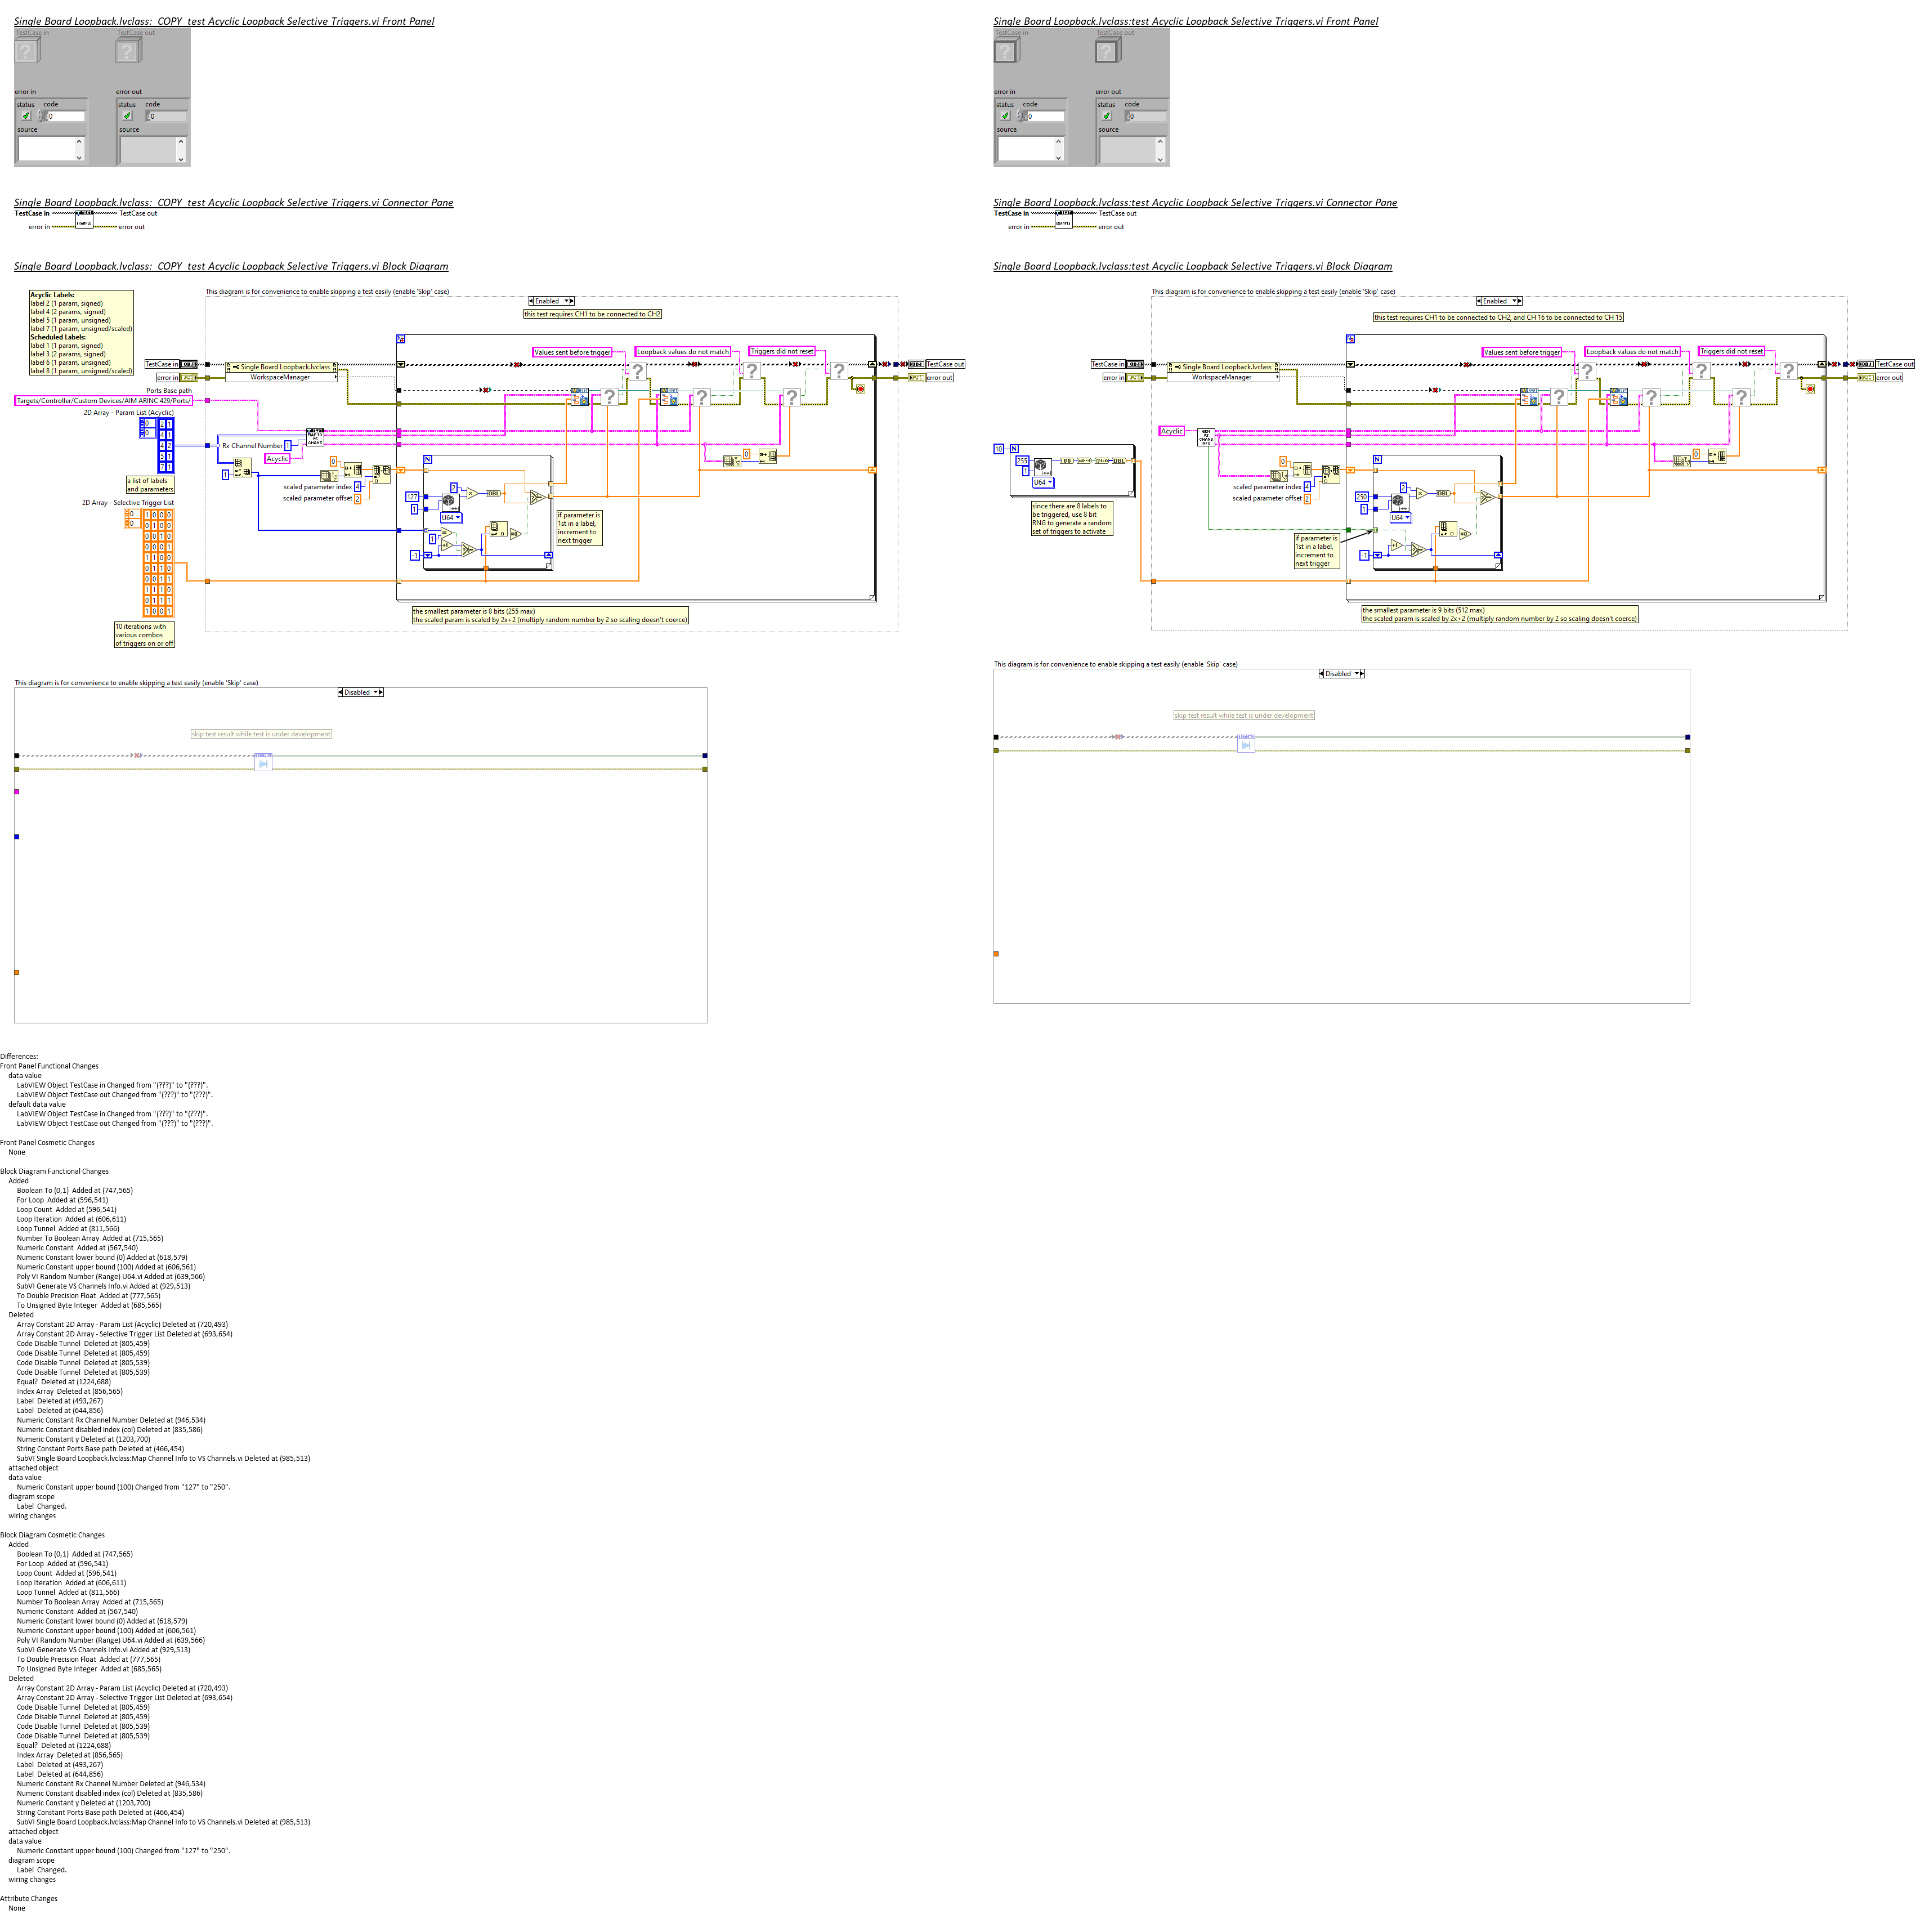 Single Board Loopback.lvclass:  COPY  test Acyclic Loopback Selective Triggers.vi Front Panel
TestCase in
TestCase out
error in
error out
status
code
0
status
code
0
source
source
Single Board Loopback.lvclass:  COPY  test Acyclic Loopback Selective Triggers.vi Connector Pane
TestCase in
TestCase out
error in
error out
Single Board Loopback.lvclass:  COPY  test Acyclic Loopback Selective Triggers.vi Block Diagram
Acyclic Labels:
label 2 (1 param, signed)
label 4 (2 params, signed)
label 5 (1 param, unsigned)
label 7 (1 param, unsigned/scaled)
Scheduled Labels:
label 1 (1 param, signed)
label 3 (2 params, signed)
label 6 (1 param, unsigned)
label 8 (1 param, unsigned/scaled)
This diagram is for convenience to enable skipping a test easily (enable 'Skip' case)
Enabled
this test requires CH1 to be connected to CH2
Values sent before trigger
Loopback values do not match
Triggers did not reset
TestCase in
error in
Single Board Loopback.lvclass
WorkspaceManager
TestCase out
error out
Ports Base path
Targets/Controller/Custom Devices/AIM ARINC 429/Ports/
2D Array - Param List (Acyclic)
0
0
2 1
4 1
4 2
5 1
7 1
Rx Channel Number
1
Acyclic
a list of labels
and parameters
1
0
scaled parameter index
4
scaled parameter offset
2
0
N
127
1
2
DBL
U64
1
-1
if parameter is
1st in a label,
increment to
next trigger
2D Array - Selective Trigger List
0
0
1 0 0 0
0 1 0 0
0 0 1 0
0 0 0 1
1 1 0 0
0 1 1 0
0 0 1 1
1 1 1 0
0 1 1 1
1 0 0 1
10 iterations with
various combos
of triggers on or off
the smallest parameter is 8 bits (255 max)
the scaled param is scaled by 2x+2 (multiply random number by 2 so scaling doesn't coerce)
This diagram is for convenience to enable skipping a test easily (enable 'Skip' case)
Disabled
skip test result while test is under development
Single Board Loopback.lvclass:test Acyclic Loopback Selective Triggers.vi Front Panel
TestCase in
TestCase out
error in
error out
status
code
0
status
code
0
source
source
Single Board Loopback.lvclass:test Acyclic Loopback Selective Triggers.vi Connector Pane
TestCase in
TestCase out
error in
error out
Single Board Loopback.lvclass:test Acyclic Loopback Selective Triggers.vi Block Diagram
This diagram is for convenience to enable skipping a test easily (enable 'Skip' case)
Enabled
this test requires CH1 to be connected to CH2, and CH 16 to be connected to CH 15
Values sent before trigger
Loopback values do not match
Triggers did not reset
TestCase in
error in
Single Board Loopback.lvclass
WorkspaceManager
TestCase out
error out
Acyclic
10
N
255
1
U64
since there are 8 labels to
be triggered, use 8 bit
RNG to generate a random
set of triggers to activate
0
scaled parameter index
4
scaled parameter offset
2
0
N
250
1
2
DBL
U64
-1
if parameter is
1st in a label,
increment to
next trigger
the smallest parameter is 9 bits (512 max)
the scaled param is scaled by 2x+2 (multiply random number by 2 so scaling doesn't coerce)
This diagram is for convenience to enable skipping a test easily (enable 'Skip' case)
Disabled
skip test result while test is under development
Differences:
Front Panel Functional Changes
data value
LabVIEW Object TestCase in Changed from "(???)" to "(???)".
LabVIEW Object TestCase out Changed from "(???)" to "(???)".
default data value
LabVIEW Object TestCase in Changed from "(???)" to "(???)".
LabVIEW Object TestCase out Changed from "(???)" to "(???)".
Front Panel Cosmetic Changes
None
Block Diagram Functional Changes
Added
Boolean To (0,1)  Added at (747,565)
For Loop  Added at (596,541)
Loop Count  Added at (596,541)
Loop Iteration  Added at (606,611)
Loop Tunnel  Added at (811,566)
Number To Boolean Array  Added at (715,565)
Numeric Constant  Added at (567,540)
Numeric Constant lower bound (0) Added at (618,579)
Numeric Constant upper bound (100) Added at (606,561)
Poly VI Random Number (Range) U64.vi Added at (639,566)
SubVI Generate VS Channels Info.vi Added at (929,513)
To Double Precision Float  Added at (777,565)
To Unsigned Byte Integer  Added at (685,565)
Deleted
Array Constant 2D Array - Param List (Acyclic) Deleted at (720,493)
Array Constant 2D Array - Selective Trigger List Deleted at (693,654)
Code Disable Tunnel  Deleted at (805,459)
Code Disable Tunnel  Deleted at (805,459)
Code Disable Tunnel  Deleted at (805,539)
Code Disable Tunnel  Deleted at (805,539)
Equal?  Deleted at (1224,688)
Index Array  Deleted at (856,565)
Label  Deleted at (493,267)
Label  Deleted at (644,856)
Numeric Constant Rx Channel Number Deleted at (946,534)
Numeric Constant disabled index (col) Deleted at (835,586)
Numeric Constant y Deleted at (1203,700)
String Constant Ports Base path Deleted at (466,454)
SubVI Single Board Loopback.lvclass:Map Channel Info to VS Channels.vi Deleted at (985,513)
attached object
data value
Numeric Constant upper bound (100) Changed from "127" to "250".
diagram scope
Label  Changed.
wiring changes
Block Diagram Cosmetic Changes
Added
Boolean To (0,1)  Added at (747,565)
For Loop  Added at (596,541)
Loop Count  Added at (596,541)
Loop Iteration  Added at (606,611)
Loop Tunnel  Added at (811,566)
Number To Boolean Array  Added at (715,565)
Numeric Constant  Added at (567,540)
Numeric Constant lower bound (0) Added at (618,579)
Numeric Constant upper bound (100) Added at (606,561)
Poly VI Random Number (Range) U64.vi Added at (639,566)
SubVI Generate VS Channels Info.vi Added at (929,513)
To Double Precision Float  Added at (777,565)
To Unsigned Byte Integer  Added at (685,565)
Deleted
Array Constant 2D Array - Param List (Acyclic) Deleted at (720,493)
Array Constant 2D Array - Selective Trigger List Deleted at (693,654)
Code Disable Tunnel  Deleted at (805,459)
Code Disable Tunnel  Deleted at (805,459)
Code Disable Tunnel  Deleted at (805,539)
Code Disable Tunnel  Deleted at (805,539)
Equal?  Deleted at (1224,688)
Index Array  Deleted at (856,565)
Label  Deleted at (493,267)
Label  Deleted at (644,856)
Numeric Constant Rx Channel Number Deleted at (946,534)
Numeric Constant disabled index (col) Deleted at (835,586)
Numeric Constant y Deleted at (1203,700)
String Constant Ports Base path Deleted at (466,454)
SubVI Single Board Loopback.lvclass:Map Channel Info to VS Channels.vi Deleted at (985,513)
attached object
data value
Numeric Constant upper bound (100) Changed from "127" to "250".
diagram scope
Label  Changed.
wiring changes
Attribute Changes
None